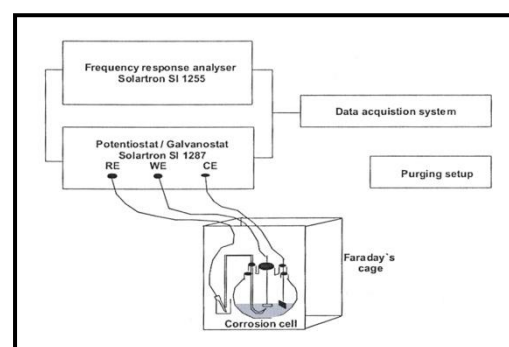 Frequency response analyser
Solartron SI 1255
Data acquistion system
Potentiostat / Galvanostat
Solartron SI 1287
RE WE CE
Purging setup
Faraday`s
cage
Corrosion cell